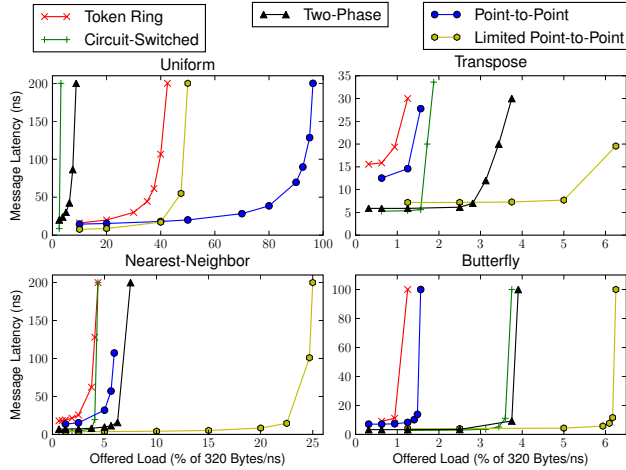 Token Ring
Circuit-Switched
Two-Phase
Point-to-Point
Limited Point-to-Point
Uniform
Transpose
Message Latency (ns)
200
150
100
50
0
0 20 40 60 80 100
35
30
25
20
15
10
5
0
0 1 2 3 4 5 6
Nearest-Neighbor
Butterfly
Message Latency (ns)
200
150
100
50
0
0 5 10 15 20 25
Offered Load (% of 320 Bytes/ns)
100
80
60
40
20
0
0 1 2 3 4 5 6
Offered Load (% of 320 Bytes/ns)